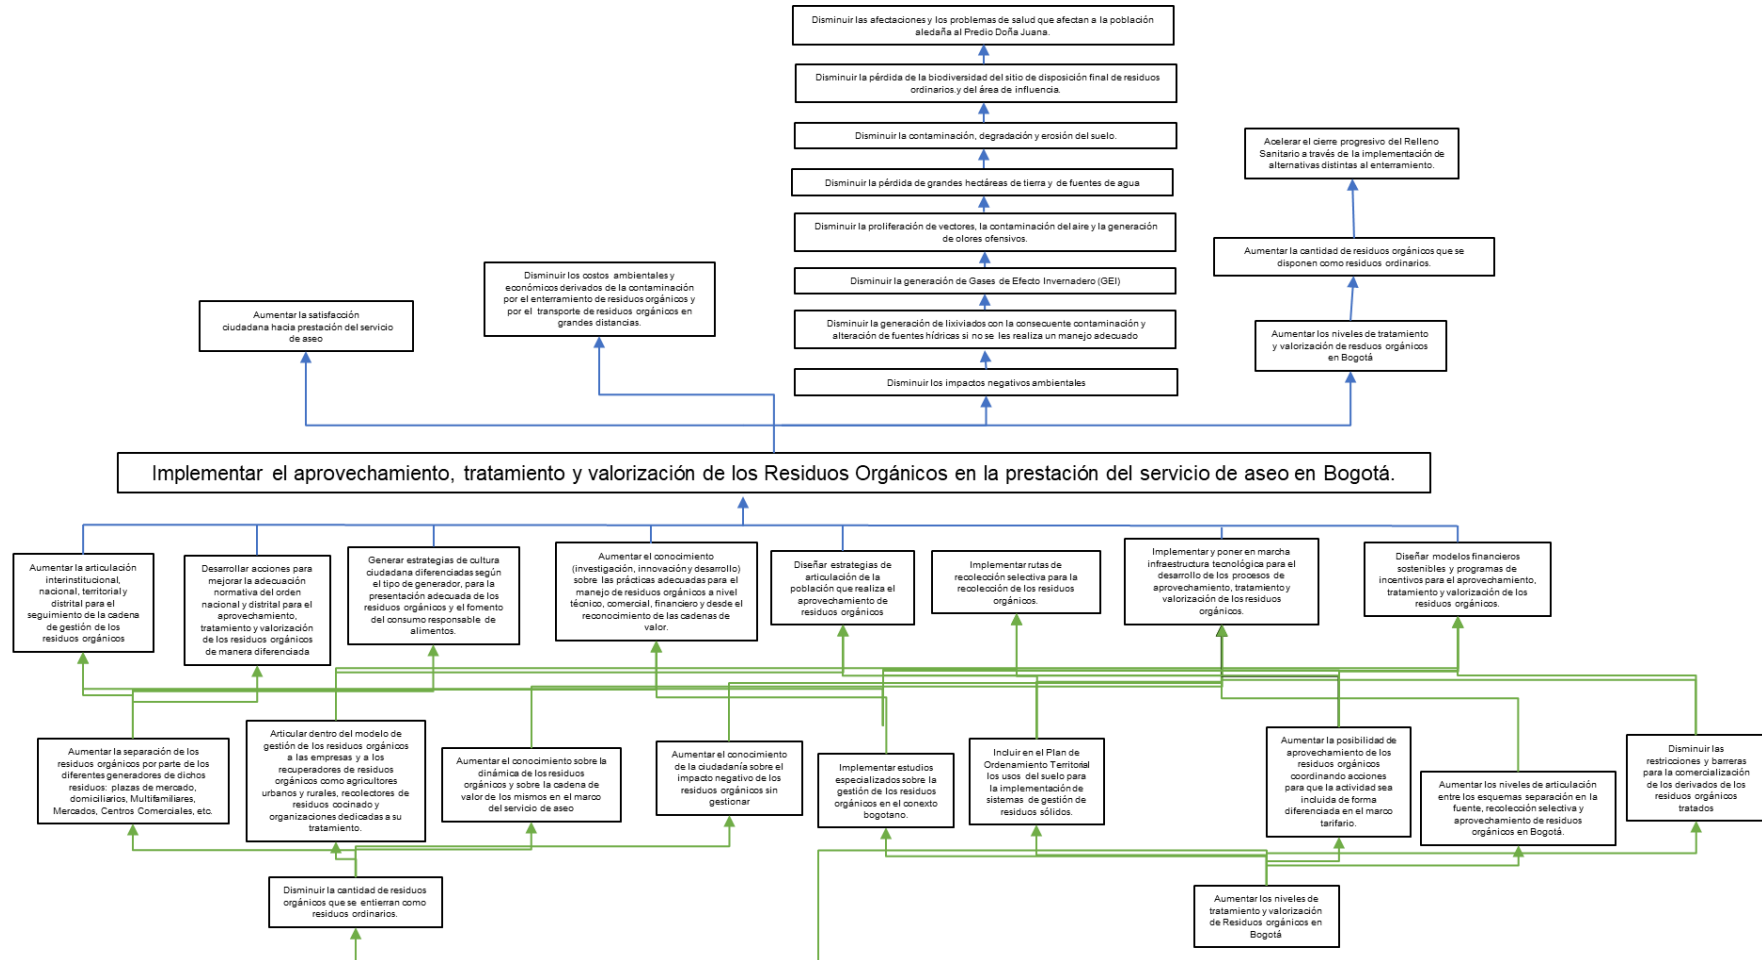 Disminuir las afectaciones y los problemas de salud que afectan a la población
aledaña al Predio Doña Juana.
Disminuir la pérdida de la biodiversidad del sitio de disposición final de residuos
ordinarios y del área de influencia.
Disminuir la contaminación, degradación y erosión del suelo.
Acelerar el cierre progresivo del Relleno
Sanitario a través de la implementación de
alternativas distintas al enterramiento.
Disminuir la pérdida de grandes hectáreas de tierra y de fuentes de agua
Disminuir la proliferación de vectores, la contaminación del aire y la generación
de olores ofensivos.
Aumentar la cantidad de residuos orgánicos que se
disponen como residuos ordinarios.
Disminuir los costos ambientales y
económicos derivados de la contaminación
por el enterramiento de residuos orgánicos y
por el transporte de residuos orgánicos en
grandes distancias.
Disminuir la generación de Gases de Efecto Invernadero (GEI)
Aumentar la satisfacción
ciudadana hacia prestación del servicio
de aseo
Disminuir la generación de lixiviados con la consecuente contaminación y
alteración de fuentes hídricas si no se les realiza un manejo adecuado
Aumentar los niveles de tratamiento
y valorización de residuos orgánicos
en Bogotá
Disminuir los impactos negativos ambientales
Implementar el aprovechamiento, tratamiento y valorización de los Residuos Orgánicos en la prestación del servicio de aseo en Bogotá.
Aumentar la articulación
interinstitucional,
nacional, territorial y
distrital para el
seguimiento de la cadena
de gestión de los
residuos orgánicos
Desarrollar acciones para
mejorar la adecuación
normativa del orden
nacional y distrital para el
aprovechamiento,
tratamiento y valorización
de los residuos orgánicos
de manera diferenciada
Generar estrategias de cultura
ciudadana diferenciadas según
el tipo de generador, para la
presentación adecuada de los
residuos orgánicos y el fomento
del consumo responsable de
alimentos.
Aumentar el conocimiento
(investigación, innovación y desarrollo)
sobre las prácticas adecuadas para el
manejo de residuos orgánicos a nivel
técnico, comercial, financiero y desde el
reconocimiento de las cadenas de
valor.
Diseñar estrategias de
articulación de la
población que realiza el
aprovechamiento de
residuos orgánicos
Implementar rutas de
recolección selectiva para la
recolección de los residuos
orgánicos.
Implementar y poner en marcha
infraestructura tecnológica para el
desarrollo de los procesos de
aprovechamiento, tratamiento y
valorización de los residuos
orgánicos.
Diseñar modelos financieros
sostenibles y programas de
incentivos para el aprovechamiento,
tratamiento y valorización de los
residuos orgánicos.
Aumentar la separación de los
residuos orgánicos por parte de los
diferentes generadores de dichos
residuos: plazas de mercado,
domiciliarios, Multifamiliares,
Mercados, Centros Comerciales, etc.
Articular dentro del modelo de
gestión de los residuos orgánicos
a las empresas y a los
recuperadores de residuos
orgánicos como agricultores
urbanos y rurales, recolectores de
residuos cocinado y
organizaciones dedicadas a su
tratamiento.
Aumentar el conocimiento sobre la
dinámica de los residuos
orgánicos y sobre la cadena de
valor de los mismos en el marco
del servicio de aseo
Aumentar el conocimiento
de la ciudadanía sobre el
impacto negativo de los
residuos orgánicos sin
gestionar
Implementar estudios
especializados sobre la
gestión de los residuos
orgánicos en el conexto
bogotano.
Incluir en el Plan de
Ordenamiento Territorial
los usos del suelo para
la implementación de
sistemas de gestión de
residuos sólidos.
Aumentar la posibilidad de
aprovechamiento de los
residuos orgánicos
coordinando acciones
para que la actividad sea
incluida de forma
diferenciada en el marco
tarifario.
Aumentar los niveles de articulación
entre los esquemas separación en la
fuente, recolección selectiva y
aprovechamiento de residuos
orgánicos en Bogotá.
Disminuir las
restricciones y barreras
para la comercialización
de los derivados de los
residuos orgánicos
tratados
Disminuir la cantidad de residuos
orgánicos que se entierran como
residuos ordinarios.
Aumentar los niveles de
tratamiento y valorización
de Residuos orgánicos en
Bogotá